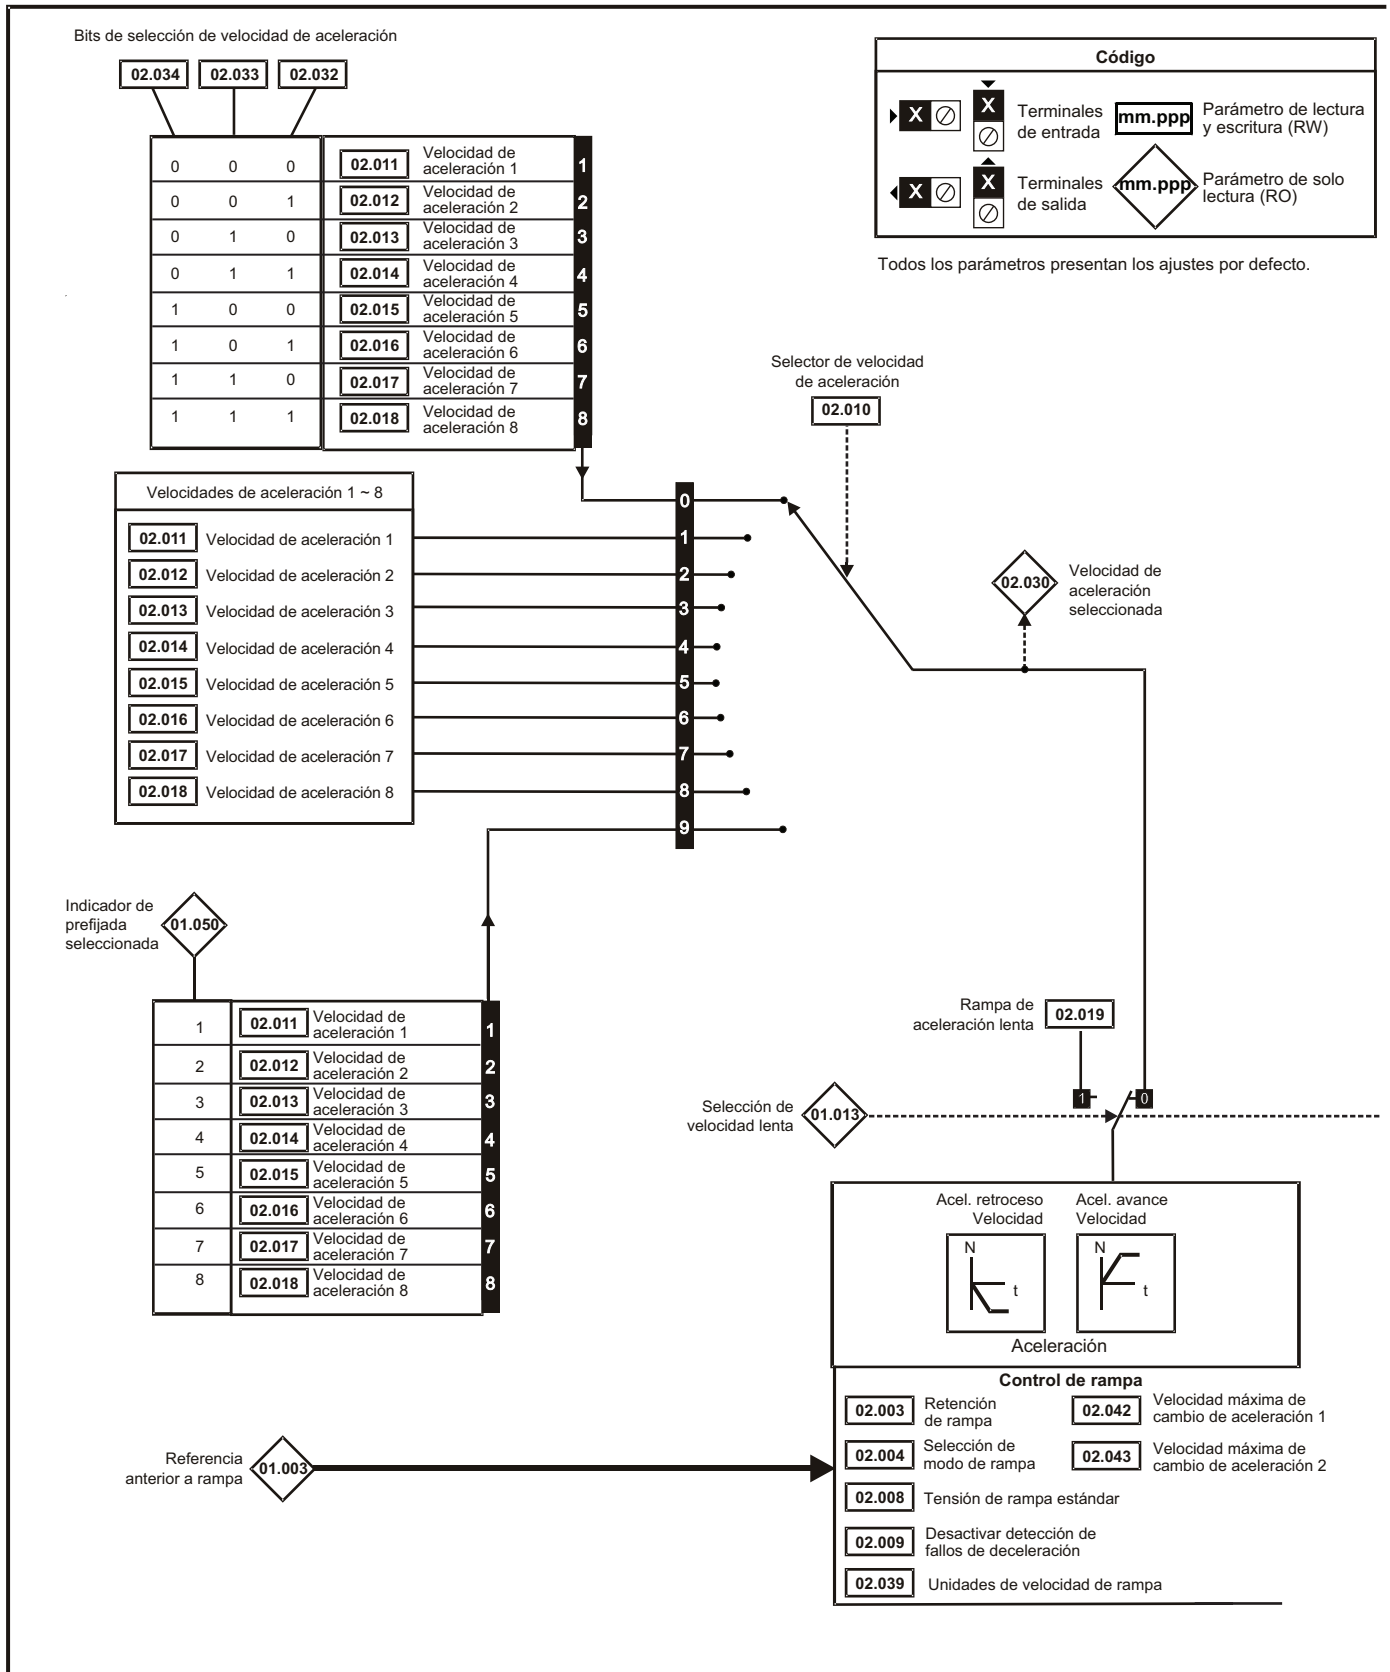 Bits de selección de velocidad de aceleración
02.034 02.033 02.032
0 0 0 02.011 Velocidad de
aceleración 1 1
0 0 1 02.012 Velocidad de
aceleración 2 2
0 1 0 02.013 Velocidad de
aceleración 3 3
0 1 1 02.014 Velocidad de
aceleración 4 4
1 0 0 02.015 Velocidad de
aceleración 5 5
1 0 1 02.016 Velocidad de
aceleración 6 6
1 1 0 02.017 Velocidad de
aceleración 7 7
1 1 1 02.018 Velocidad de
aceleración 8 8
Código
X Terminales
de entrada
X
mm.ppp Parámetro de lectura
y escritura (RW)
X Terminales
de salida
X
mm.ppp Parámetro de solo
lectura (RO)
Todos los parámetros presentan los ajustes por defecto.
Selector de velocidad
de aceleración
02.010
Velocidades de aceleración 1 ~ 8
02.011 Velocidad de aceleración 1
02.012 Velocidad de aceleración 2
02.013 Velocidad de aceleración 3
02.014 Velocidad de aceleración 4
02.015 Velocidad de aceleración 5
02.016 Velocidad de aceleración 6
02.017 Velocidad de aceleración 7
02.018 Velocidad de aceleración 8
0
1
2
3
4
5
6
7
8
9
02.030 Velocidad de
aceleración
seleccionada
Indicador de
prefijada
seleccionada
01.050
1 02.011 Velocidad de
aceleración 1 1
2 02.012 Velocidad de
aceleración 2 2
3 02.013 Velocidad de
aceleración 3 3
4 02.014 Velocidad de
aceleración 4 4
5 02.015 Velocidad de
aceleración 5 5
6 02.016 Velocidad de
aceleración 6 6
7 02.017 Velocidad de
aceleración 7 7
8 02.018 Velocidad de
aceleración 8 8
Rampa de
aceleración lenta
02.019
1 0
Selección de
velocidad lenta
01.013
Acel. retroceso
Velocidad
Acel. avance
Velocidad
N t
N t
Aceleración
Control de rampa
02.003 Retención
de rampa
02.042 Velocidad máxima de
cambio de aceleración 1
02.004 Selección de
modo de rampa
02.043 Velocidad máxima de
cambio de aceleración 2
02.008 Tensión de rampa estándar
02.009 Desactivar detección de
fallos de deceleración
02.039 Unidades de velocidad de rampa
Referencia
anterior a rampa
01.003